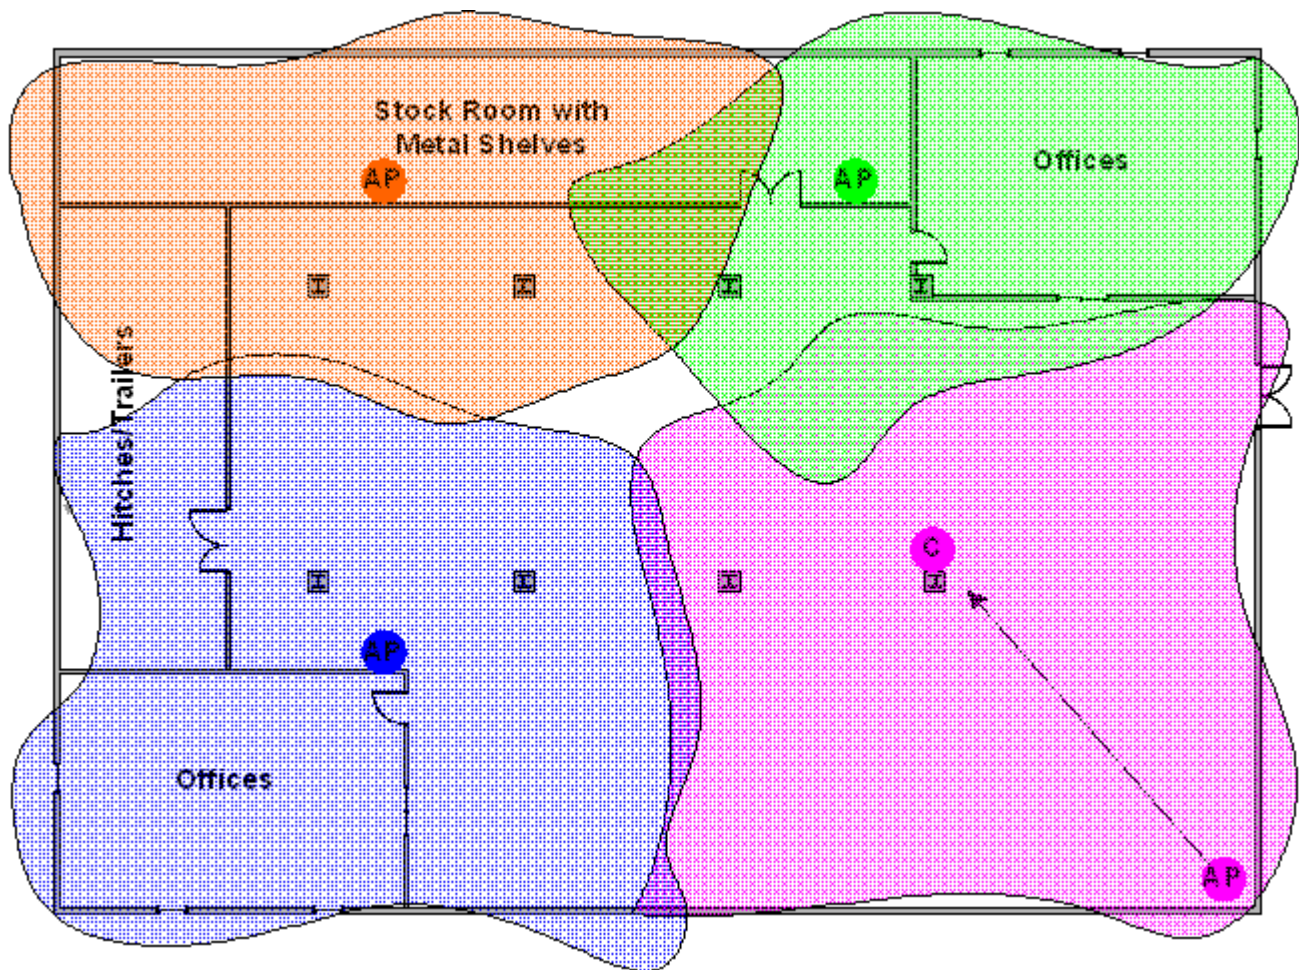 Stock Room with
Metal Shelves
AP
AP
Offices
I
I
I
I
Hitches/Trailers
C
I
I
I
I
AP
Offices
AP